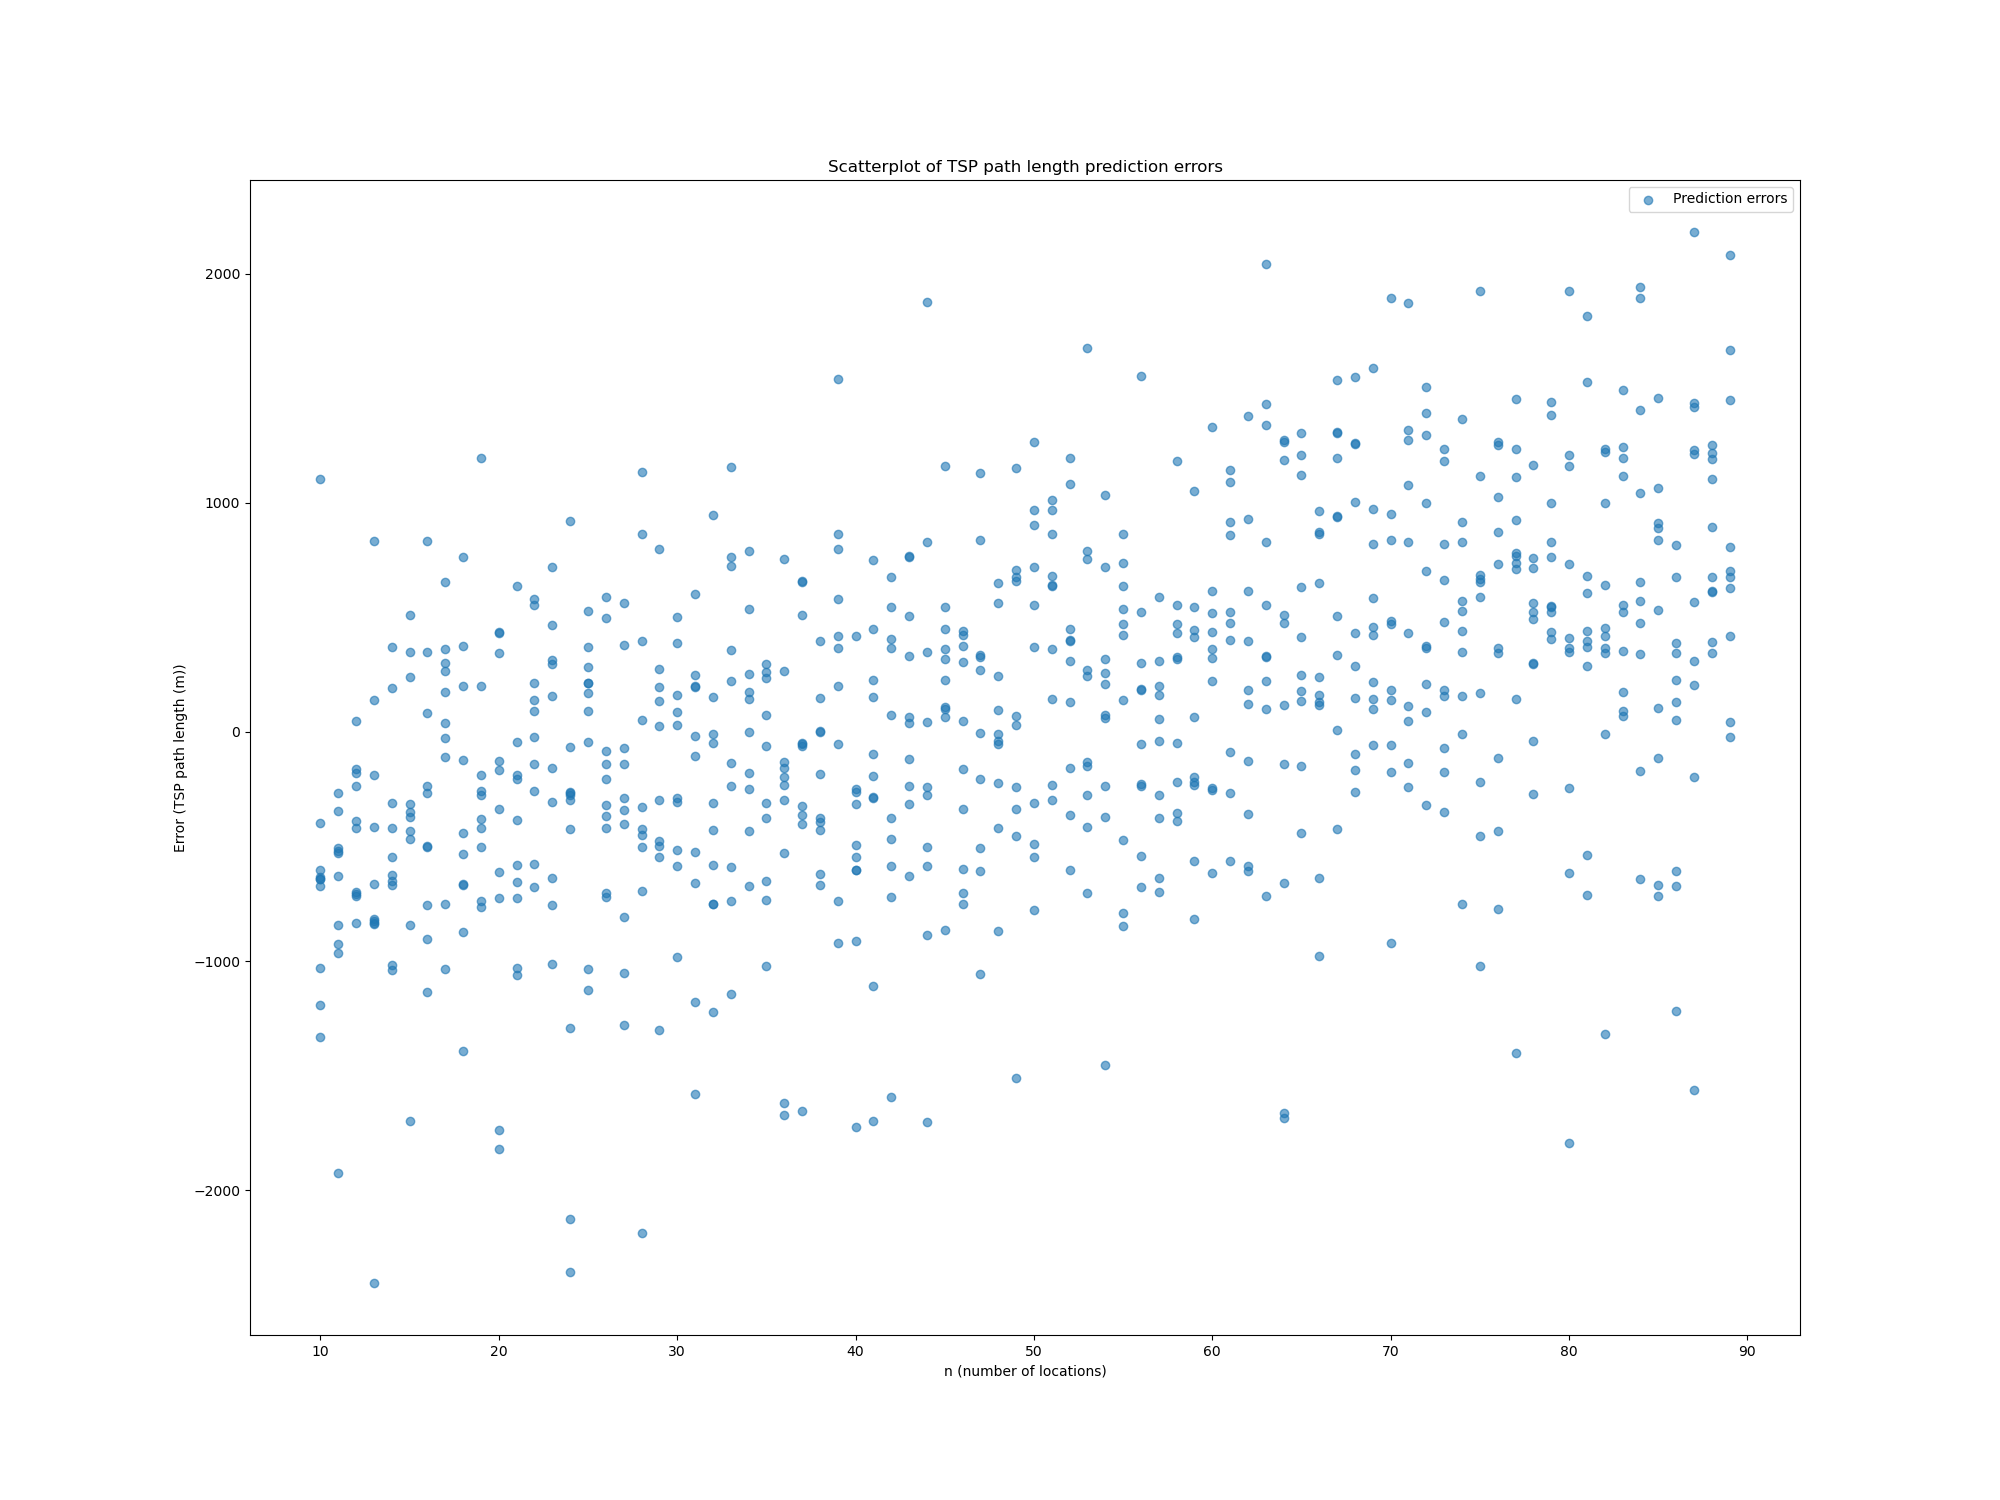 Scatterplot of TSP path length prediction errors
Prediction errors
2000
1000
0
−1000
−2000
Error (TSP path length (m))
10 20 30 40 50 60 70 80 90
n (number of locations)